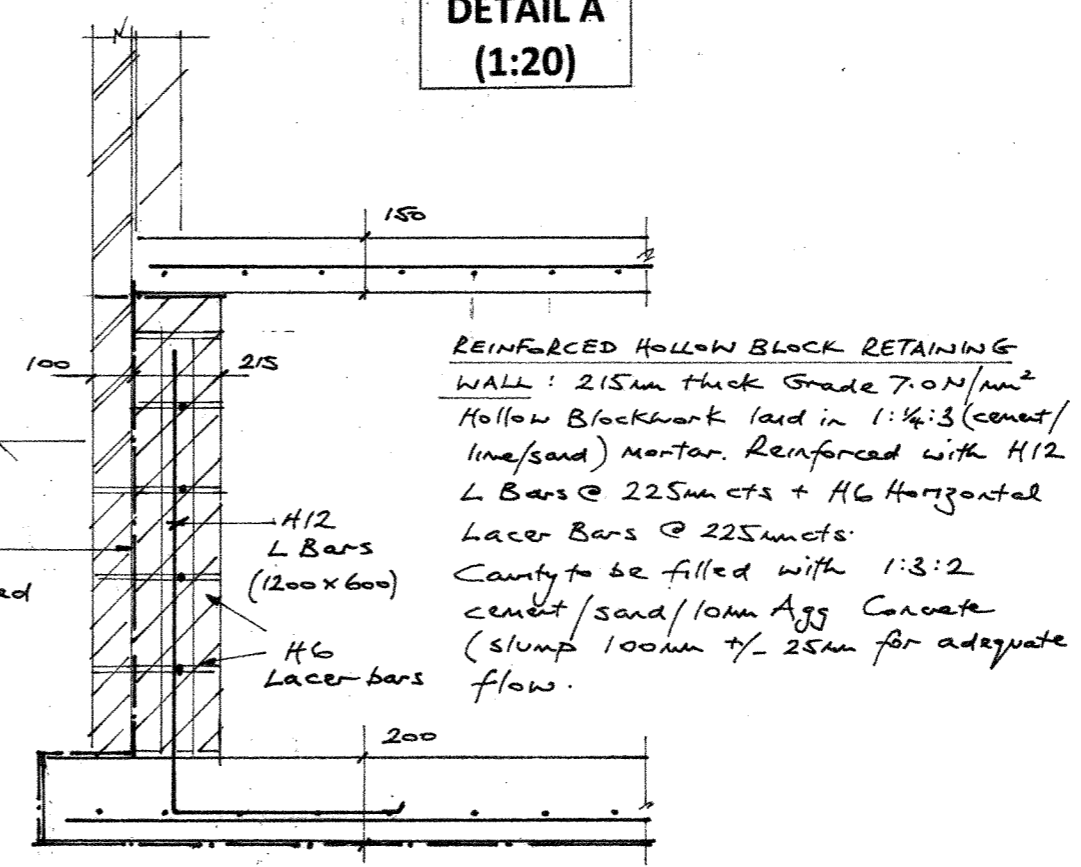 DETAIL A
(1:20)
150
100
215
REINFORCED HOLLOW BLOCK RETAINING
WALL : 215mm thick Grade 7.0N/mm²
Hollow Blockwork laid in 1:¼:3 (cement/
lime/sand) mortar. Reinforced with H12
L Bars @ 225mm cts + H6 Horizontal
Lacer Bars @ 225mm cts.
Cavity to be filled with 1:3:2
cement/sand/10mm Agg Concrete
(slump 100mm +/- 25mm for adequate
flow.
H12
L Bars
(1200 x 600)
H6
Lacer bars
200